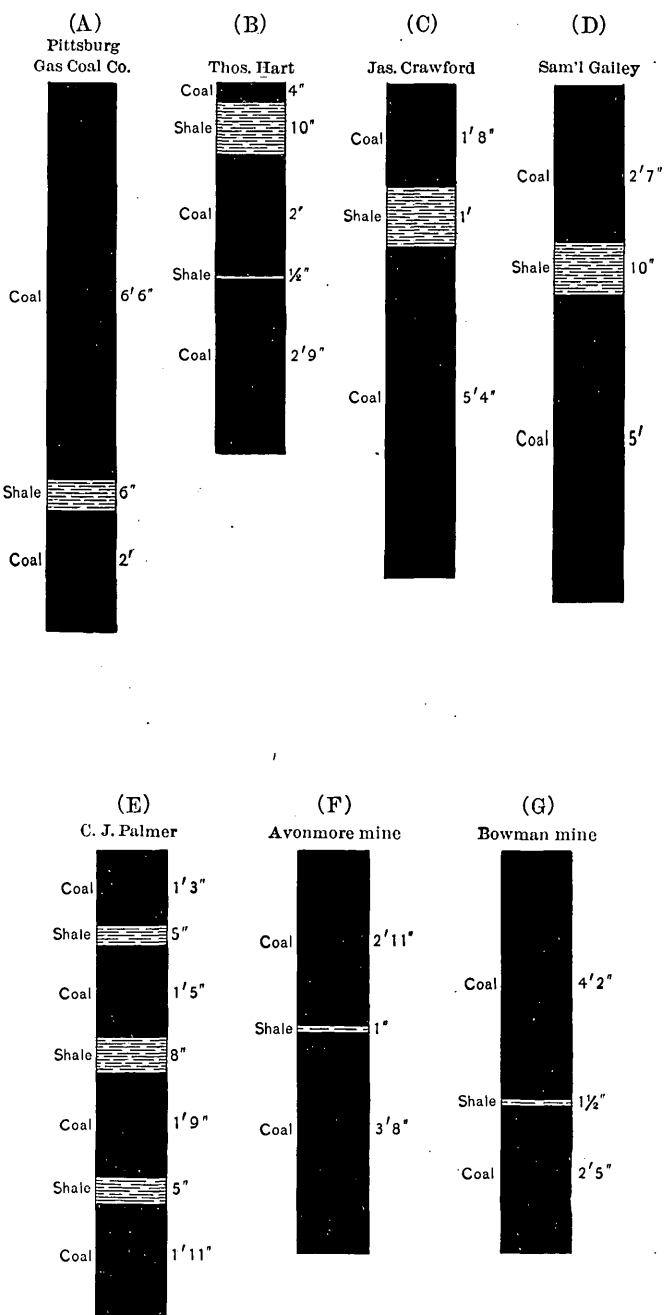 (A)
Pittsburg
Gas Coal Co.
Coal 6'6"
Shale 6"
Coal 2'
(B)
Thos. Hart
Coal 4"
Shale 10"
Coal 2'
Shale ½"
Coal 2'9"
(C)
Jas. Crawford
Coal 1'8"
Shale 1'
Coal 5'4"
(D)
Sam'l Gailey
Coal 2'7"
Shale 10"
Coal 5'
(E)
C. J. Palmer
Coal 1'3"
Shale 5"
Coal 1'5"
Shale 8"
Coal 1'9"
Shale 5"
Coal 1'11"
(F)
Avonmore mine
Coal 2'11"
Shale 1"
Coal 3'8"
(G)
Bowman mine
Coal 4'2"
Shale 1½"
Coal 2'5"